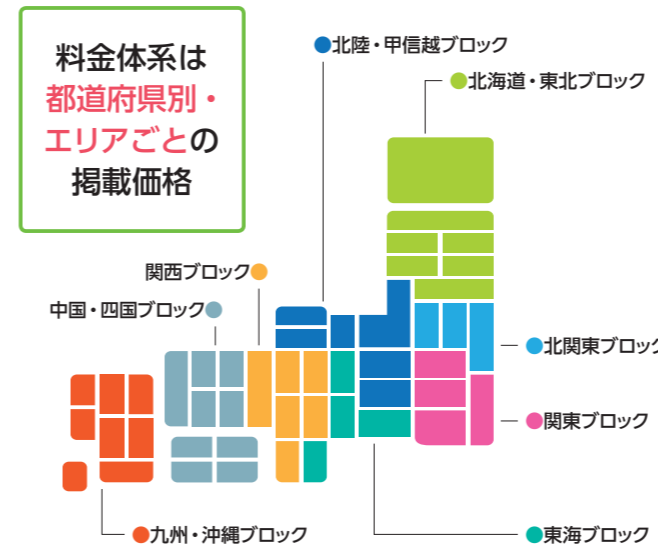 料金体系は
都道府県別・
エリアごとの
掲載価格
北陸・甲信越ブロック
北海道・東北ブロック
関西ブロック
中国・四国ブロック
北関東ブロック
関東ブロック
九州・沖縄ブロック
東海ブロック